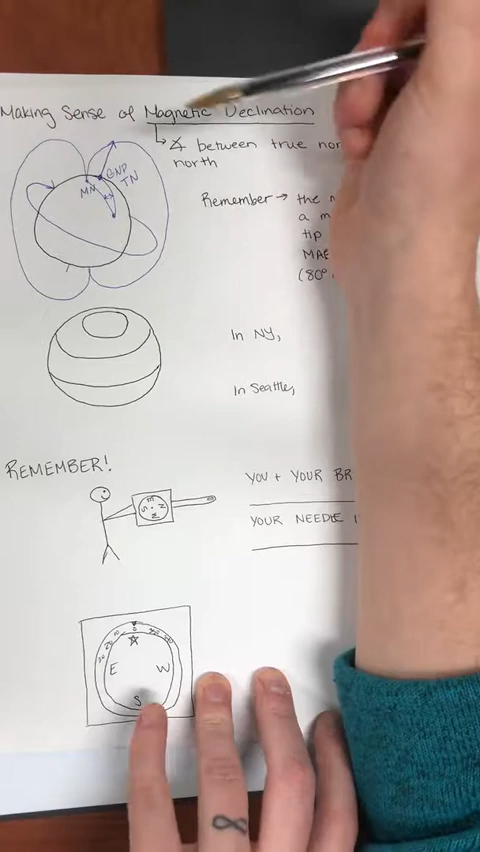 Making Sense of Magnetic Declination
∡ between true nor
north
GNP
MN
TN
Remember → the n
a m
tip
MAG
(80°
In NY,
In Seattle,
REMEMBER!
YOU + YOUR BR
YOUR NEEDLE I
E
W
S